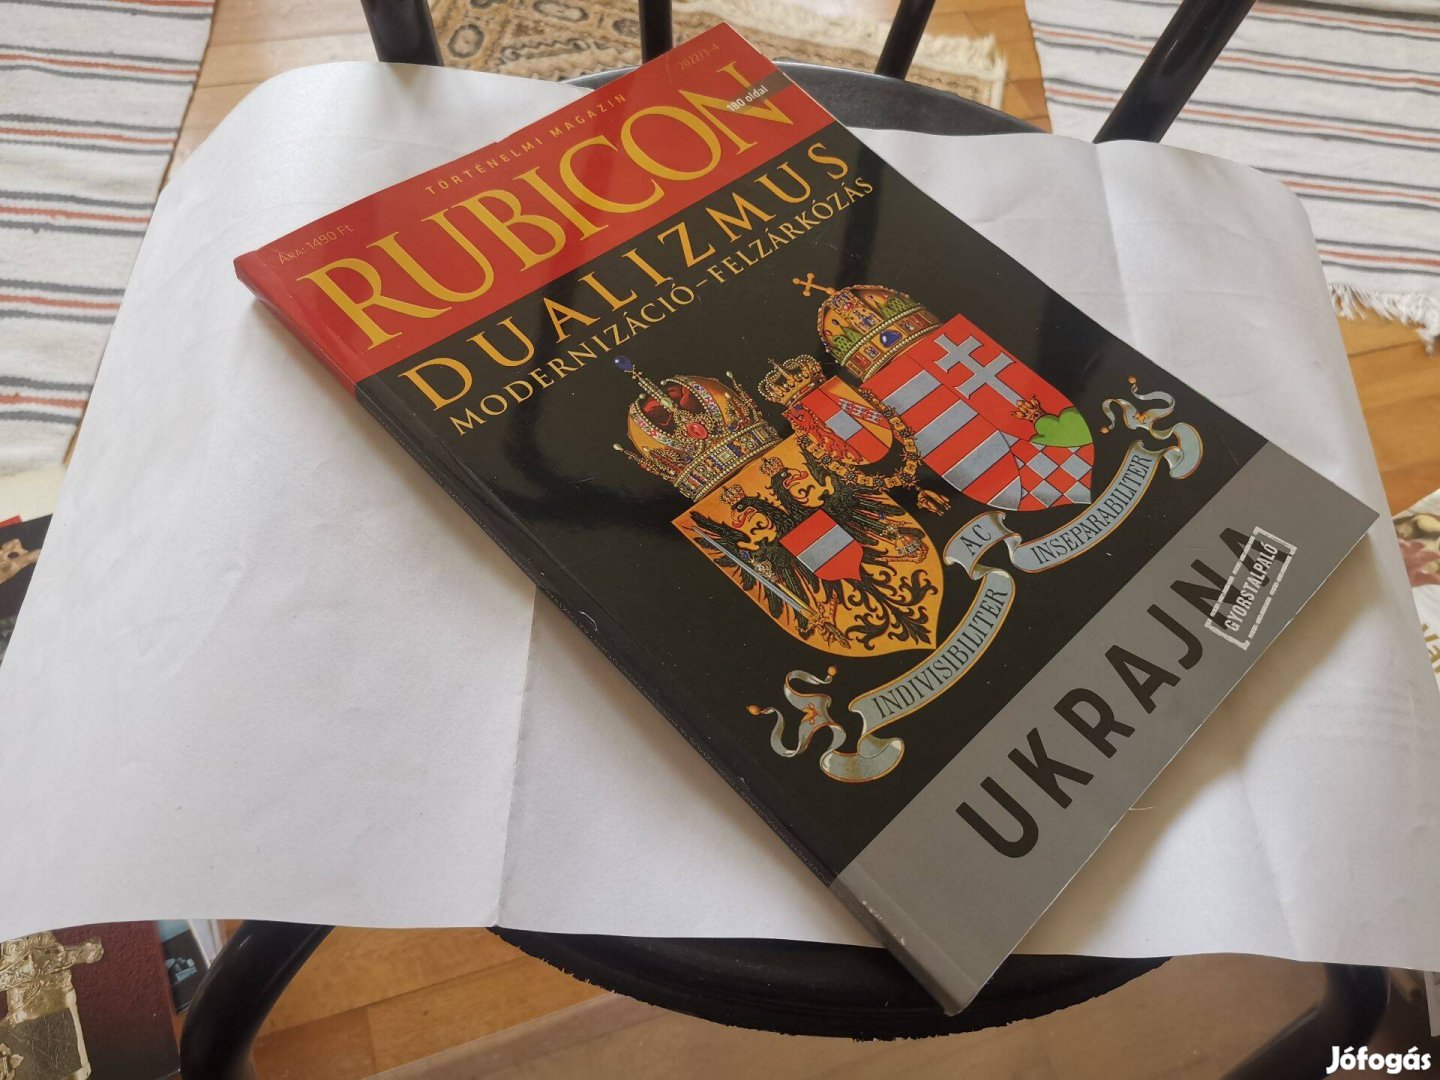 TÖRTÉNELMI MAGAZIN
2022/3-4
ÁRA: 1490 Ft
RUBICON
180 oldal
DUALIZMUS
MODERNIZÁCIÓ–FELZÁRKÓZÁS
INDIVISIBILITER
AC
INSEPARABILITER
UKRAJNA
GYORSTALPALÓ
Jófogás